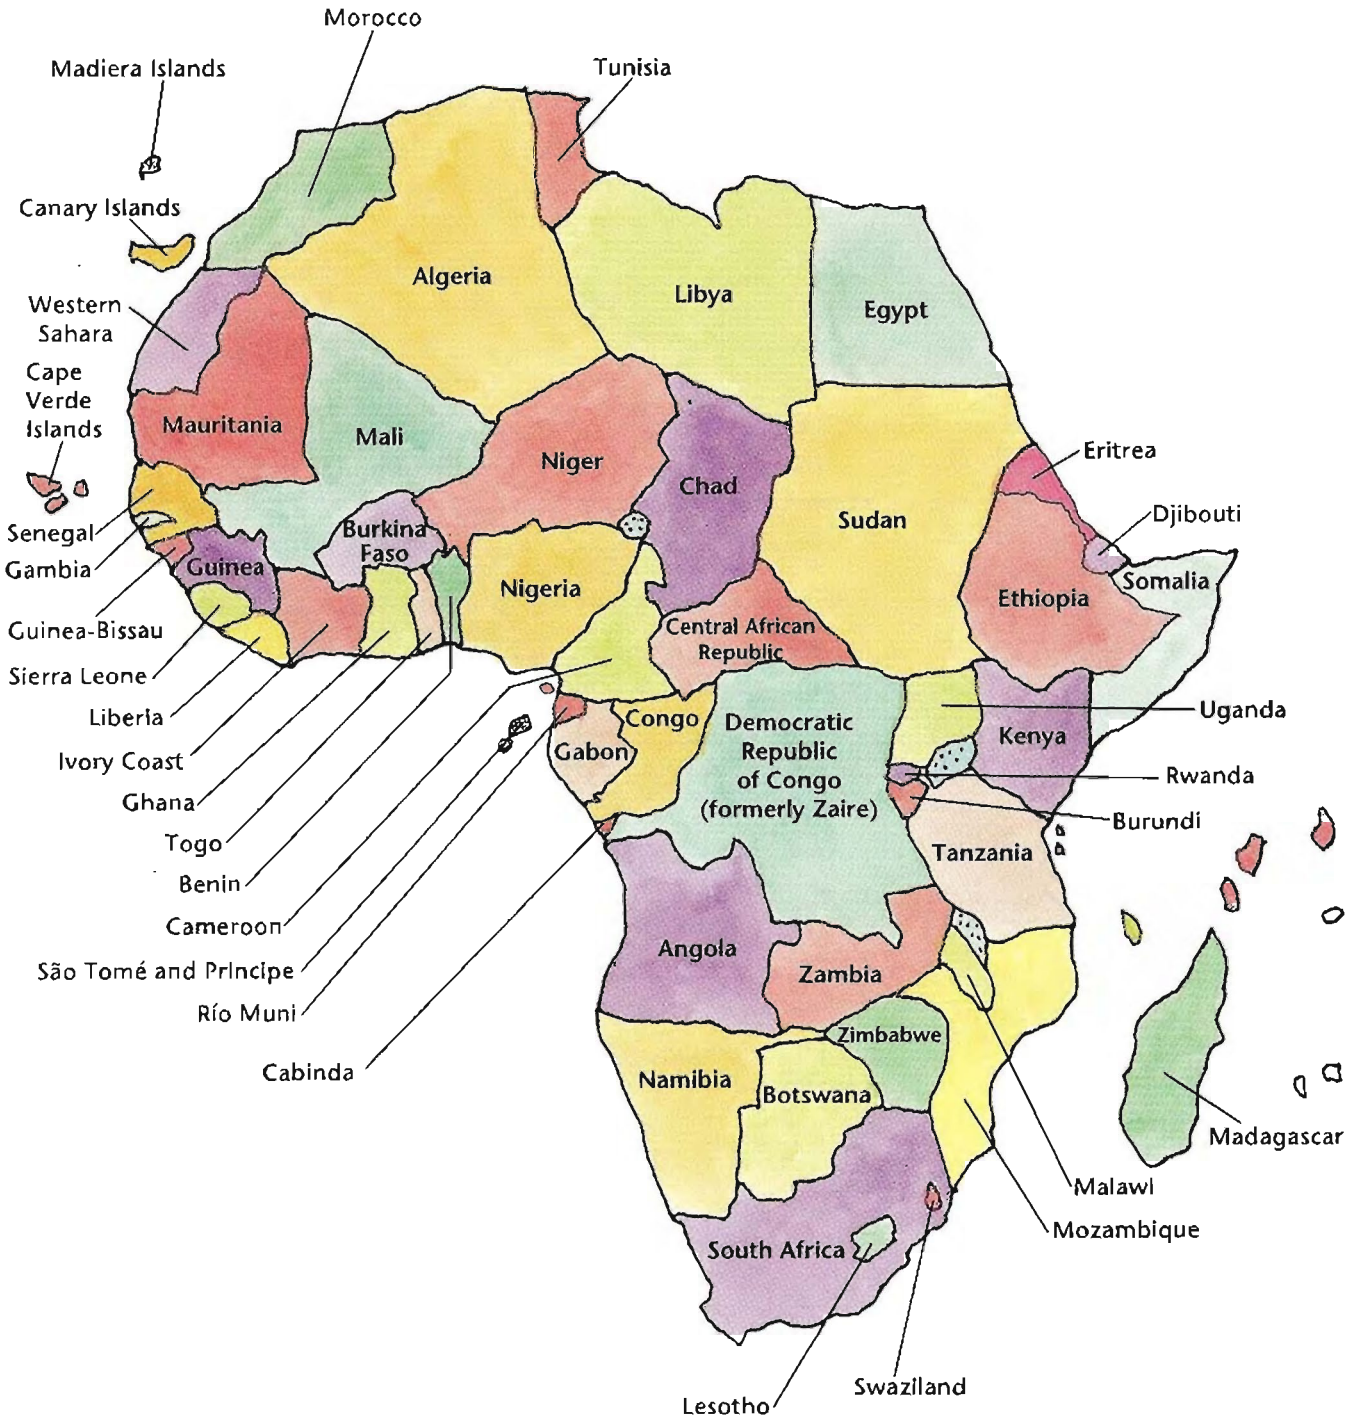 Morocco
Madiera Islands
Tunisia
Canary Islands
Algeria
Libya
Egypt
Western
Sahara
Cape
Verde
Islands
Mauritania
Mali
Niger
Chad
Sudan
Eritrea
Djibouti
Senegal
Gambia
Burkina
Faso
Guinea
Nigeria
Ethiopia
Somalia
Guinea-Bissau
Sierra Leone
Central African
Republic
Liberia
Ivory Coast
Ghana
Togo
Benin
Cameroon
São Tomé and Principe
Río Muni
Cabinda
Gabon
Congo
Democratic
Republic
of Congo
(formerly Zaire)
Uganda
Kenya
Rwanda
Burundi
Tanzania
Angola
Zambia
Zimbabwe
Namibia
Botswana
Madagascar
Malawi
Mozambique
South Africa
Swaziland
Lesotho